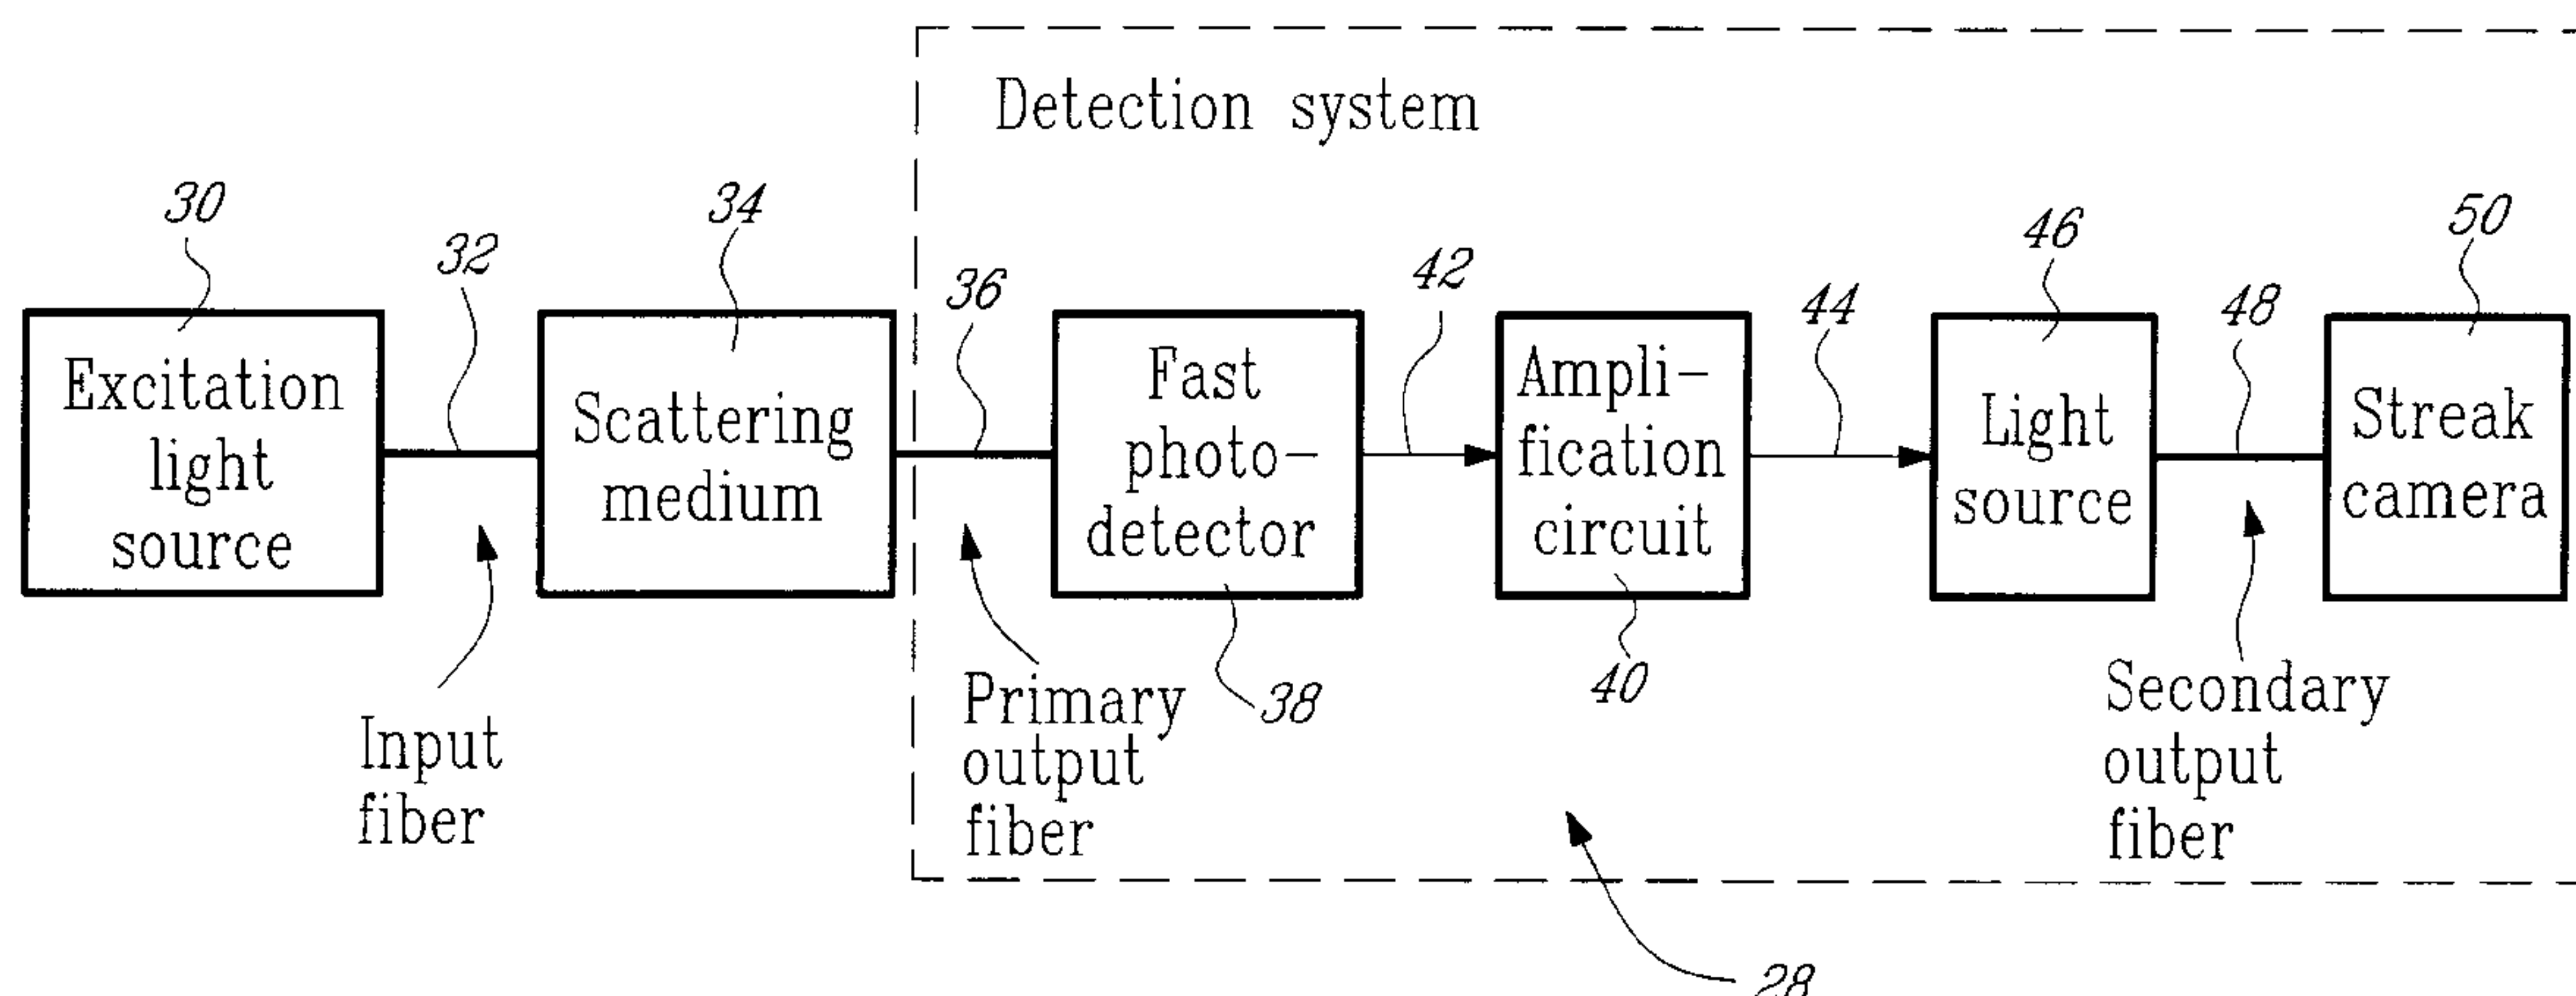 Detection system
30
32
34
36
42
44
46
48
50
Excitation
light
source
Scattering
medium
Fast
photo-
detector
Ampli-
fication
circuit
Light
source
Streak
camera
38
40
Input
fiber
Primary
output
fiber
Secondary
output
fiber
28